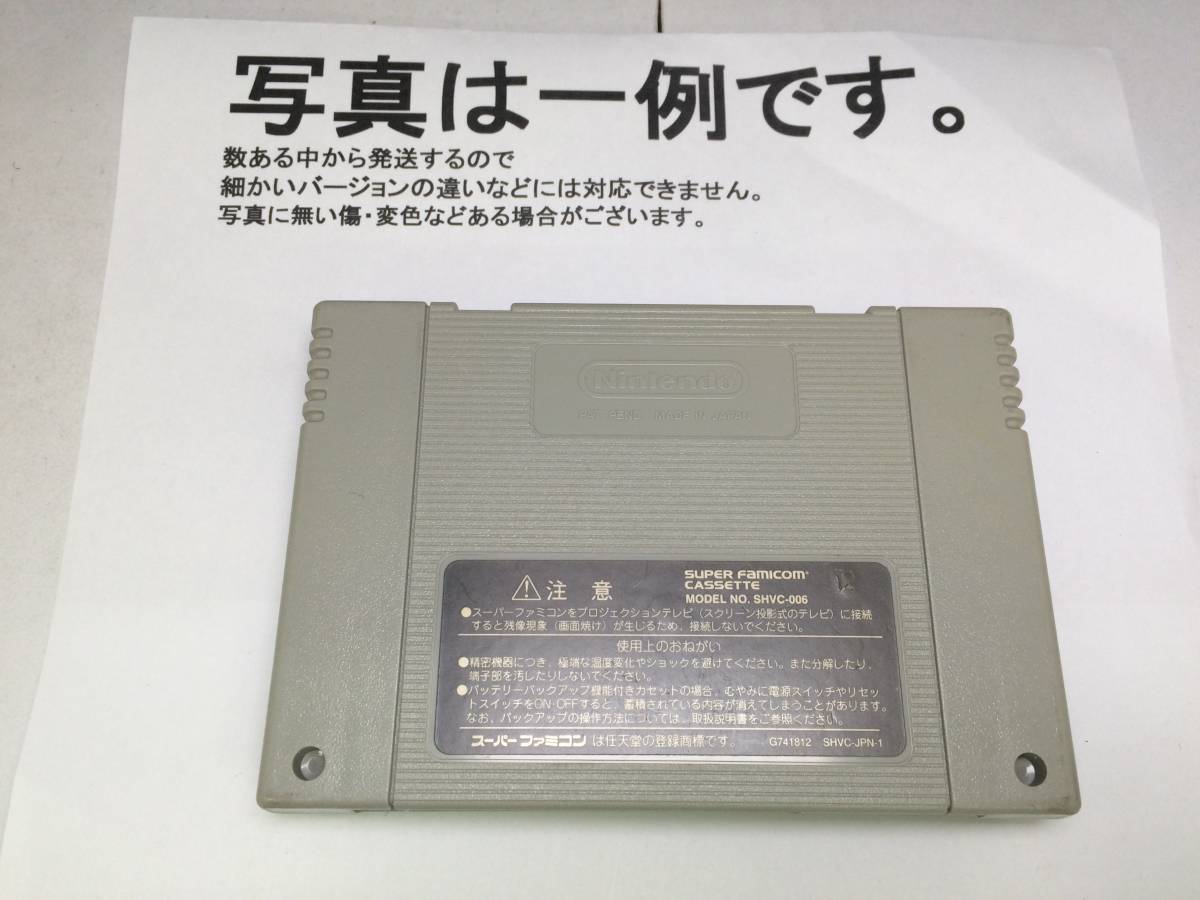 写真は一例です。
数ある中から発送するので
細かいバージョンの違いなどには対応できません。
写真に無い傷・変色などある場合がございます。
Nintendo
PAT. PEND. MADE IN JAPAN
注意
SUPER FAMICOM
CASSETTE
MODEL NO. SHVC-006
12
●スーパーファミコンをプロジェクションテレビ（スクリーン投影式のテレビ）に接続
すると残像現象（画面焼け）が生じるため、接続しないでください。
使用上のおねがい
●精密機器につき、極端な温度変化やショックを避けてください。また分解したり、
端子部を汚したりしないでください。
●バッテリーバックアップ機能付きカセットの場合、むやみに電源スイッチやリセッ
トスイッチをON・OFFすると、蓄積されている内容が消えてしまうことがあります。
なお、バックアップの操作方法については、取扱説明書をご参照ください。
スーパーファミコンは任天堂の登録商標です。 G741812 SHVC-JPN-1